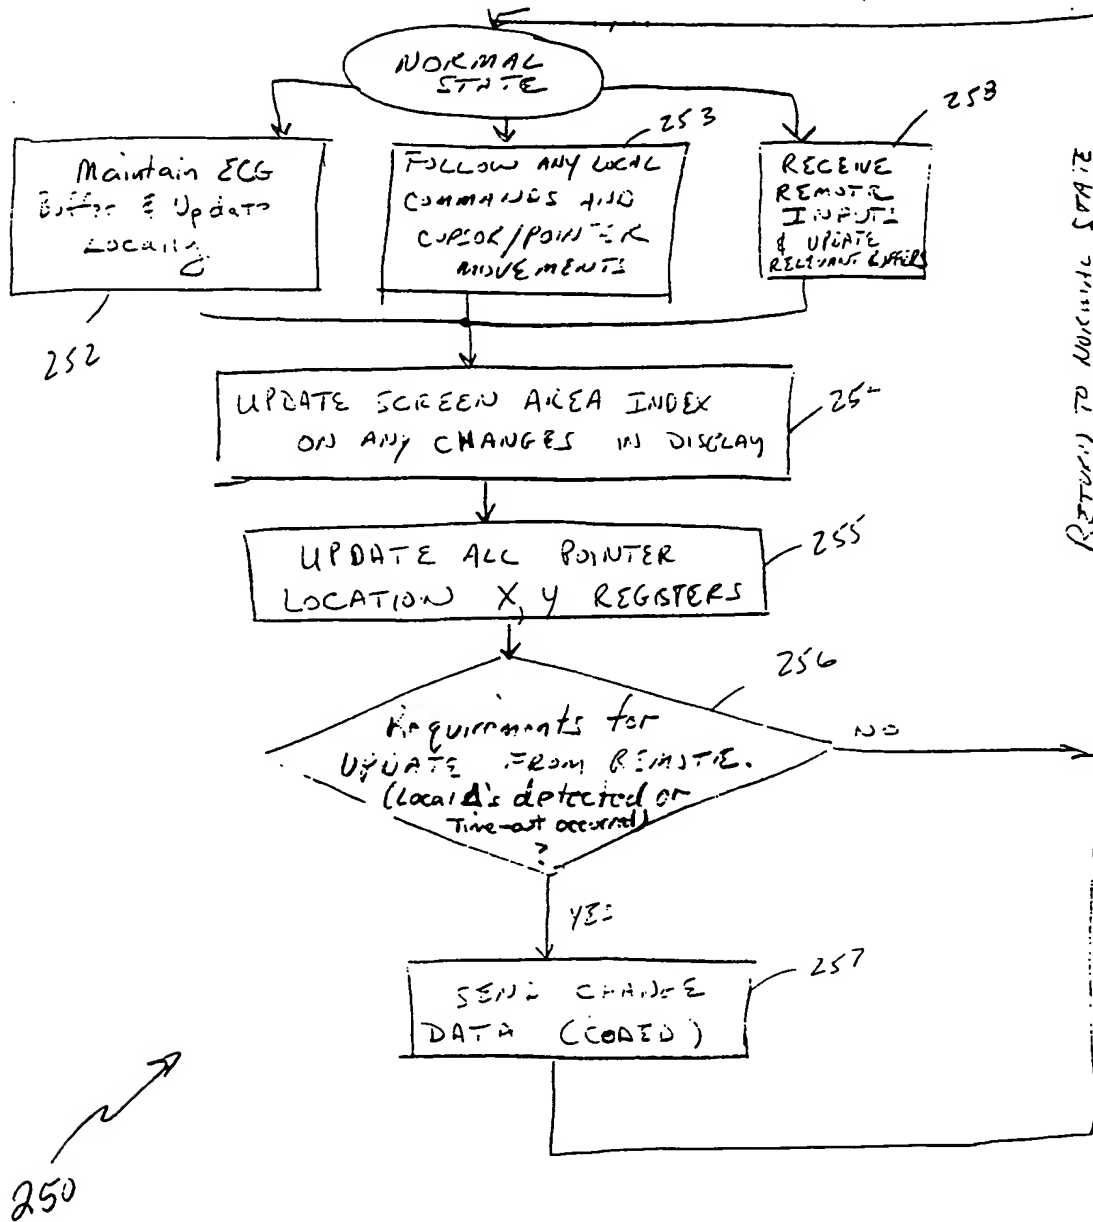 NORMAL
STATE
Maintain ECG
Buffer & Update
Locally
252
253
FOLLOW ANY LOCAL
COMMANDS AND
CURSOR/POINTER
MOVEMENTS
258
RECEIVE
REMOTE
INPUTS
& UPDATE
RELEVANT BUFFERS
RETURN TO NORMAL STATE
UPDATE SCREEN AREA INDEX
ON ANY CHANGES IN DISPLAY
UPDATE ALL POINTER
LOCATION X, Y REGISTERS
255
256
Requirements for
UPDATE FROM REMOTE.
(Local Δ's detected or
Time-out occurred)
?
NO
YES
257
SEND CHANGE
DATA (CODED)
250